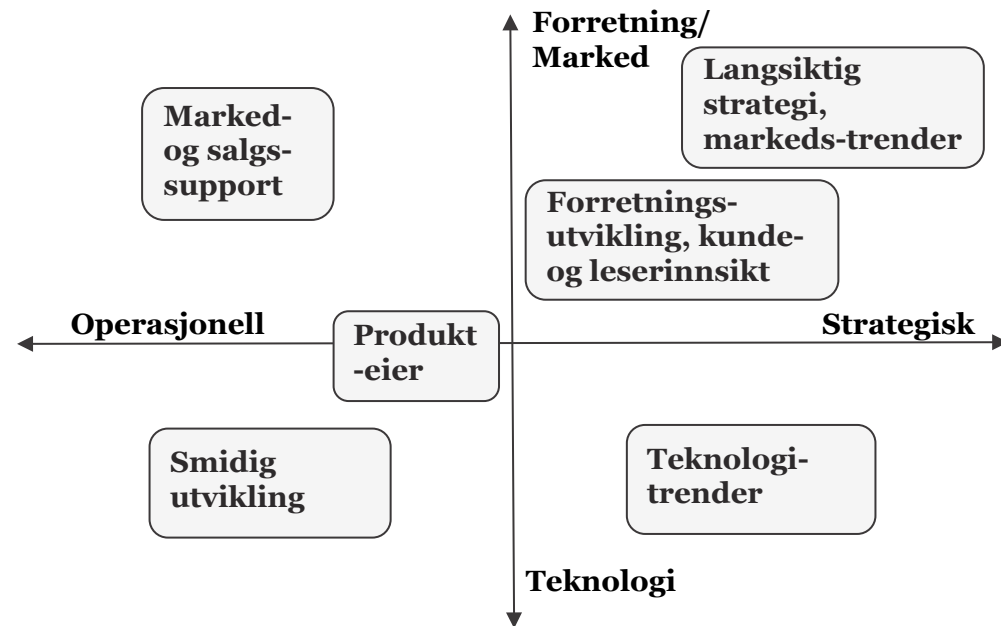 Forretning/
Marked
Langsiktig
strategi,
markeds-trender
Marked-
og salgs-
support
Forretnings-
utvikling, kunde-
og leserinnsikt
Operasjonell
Produkt
-eier
Strategisk
Smidig
utvikling
Teknologi-
trender
Teknologi